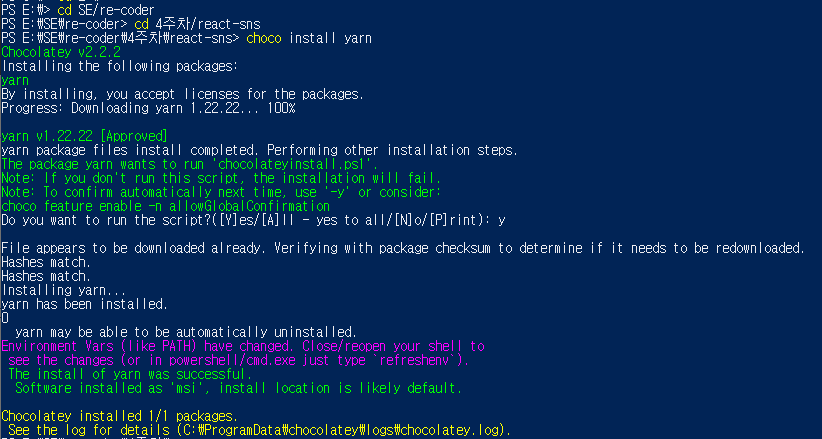 PS E:\> cd SE/re-coder
PS E:\SE\re-coder> cd 4주차/react-sns
PS E:\SE\re-coder\4주차\react-sns> choco install yarn
Chocolatey v2.2.2
Installing the following packages:
yarn
By installing, you accept licenses for the packages.
Progress: Downloading yarn 1.22.22... 100%

yarn v1.22.22 [Approved]
yarn package files install completed. Performing other installation steps.
The package yarn wants to run 'chocolateyinstall.ps1'.
Note: If you don't run this script, the installation will fail.
Note: To confirm automatically next time, use '-y' or consider:
choco feature enable -n allowGlobalConfirmation
Do you want to run the script?([Y]es/[A]ll - yes to all/[N]o/[P]rint): y

File appears to be downloaded already. Verifying with package checksum to determine if it needs to be redownloaded.
Hashes match.
Hashes match.
Installing yarn...
yarn has been installed.
0
  yarn may be able to be automatically uninstalled.
Environment Vars (like PATH) have changed. Close/reopen your shell to
 see the changes (or in powershell/cmd.exe just type `refreshenv`).
 The install of yarn was successful.
  Software installed as 'msi', install location is likely default.

Chocolatey installed 1/1 packages.
 See the log for details (C:\ProgramData\chocolatey\logs\chocolatey.log).